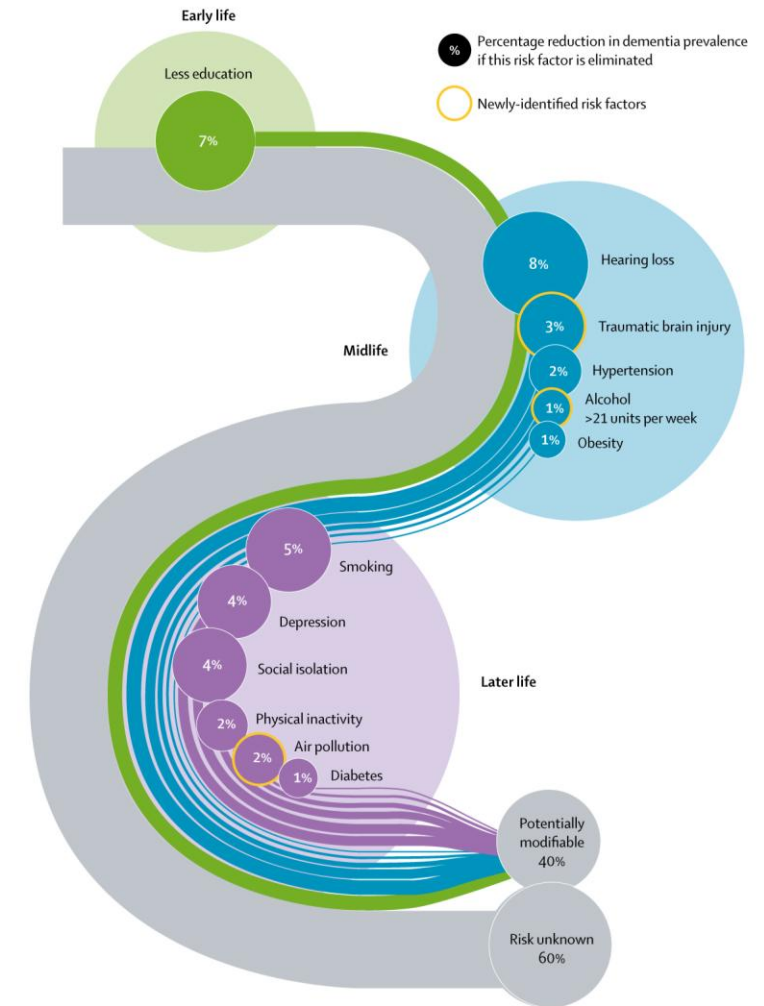 Early life
Less education
7%
%
Percentage reduction in dementia prevalence
if this risk factor is eliminated
Newly-identified risk factors
8%
Hearing loss
3%
Traumatic brain injury
Midlife
2%
Hypertension
1%
Alcohol
>21 units per week
1%
Obesity
5%
Smoking
4%
Depression
4%
Social isolation
Later life
2%
Physical inactivity
2%
Air pollution
1%
Diabetes
Potentially
modifiable
40%
Risk unknown
60%